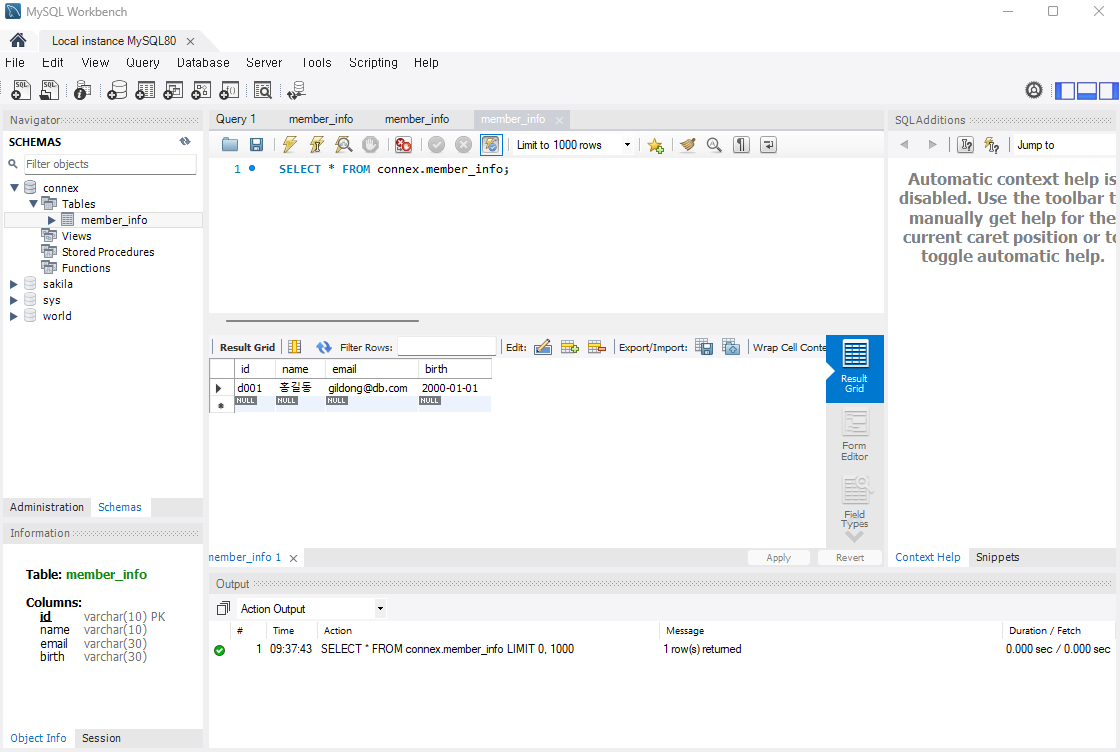 MySQL Workbench
Local instance MySQL80
File Edit View Query Database Server Tools Scripting Help
Navigator
SCHEMAS
Filter objects
connex
Tables
member_info
Views
Stored Procedures
Functions
sakila
sys
world
Administration Schemas
Information
Table: member_info
Columns:
id varchar(10) PK
name varchar(10)
email varchar(30)
birth varchar(30)
Object Info Session
Query 1 member_info member_info member_info
Limit to 1000 rows
1 SELECT * FROM connex.member_info;
Result Grid Filter Rows: Edit: Export/Import: Wrap Cell Conte
id name email birth
d001 홍길동 gildong@db.com 2000-01-01
NULL NULL NULL NULL
Result
Grid
Form
Editor
Field
Types
member_info 1 Apply Revert
SQLAdditions
Jump to
Automatic context help is
disabled. Use the toolbar t
manually get help for the
current caret position or to
toggle automatic help.
Context Help Snippets
Output
Action Output
# Time Action Message Duration / Fetch
1 09:37:43 SELECT * FROM connex.member_info LIMIT 0, 1000 1 row(s) returned 0.000 sec / 0.000 sec